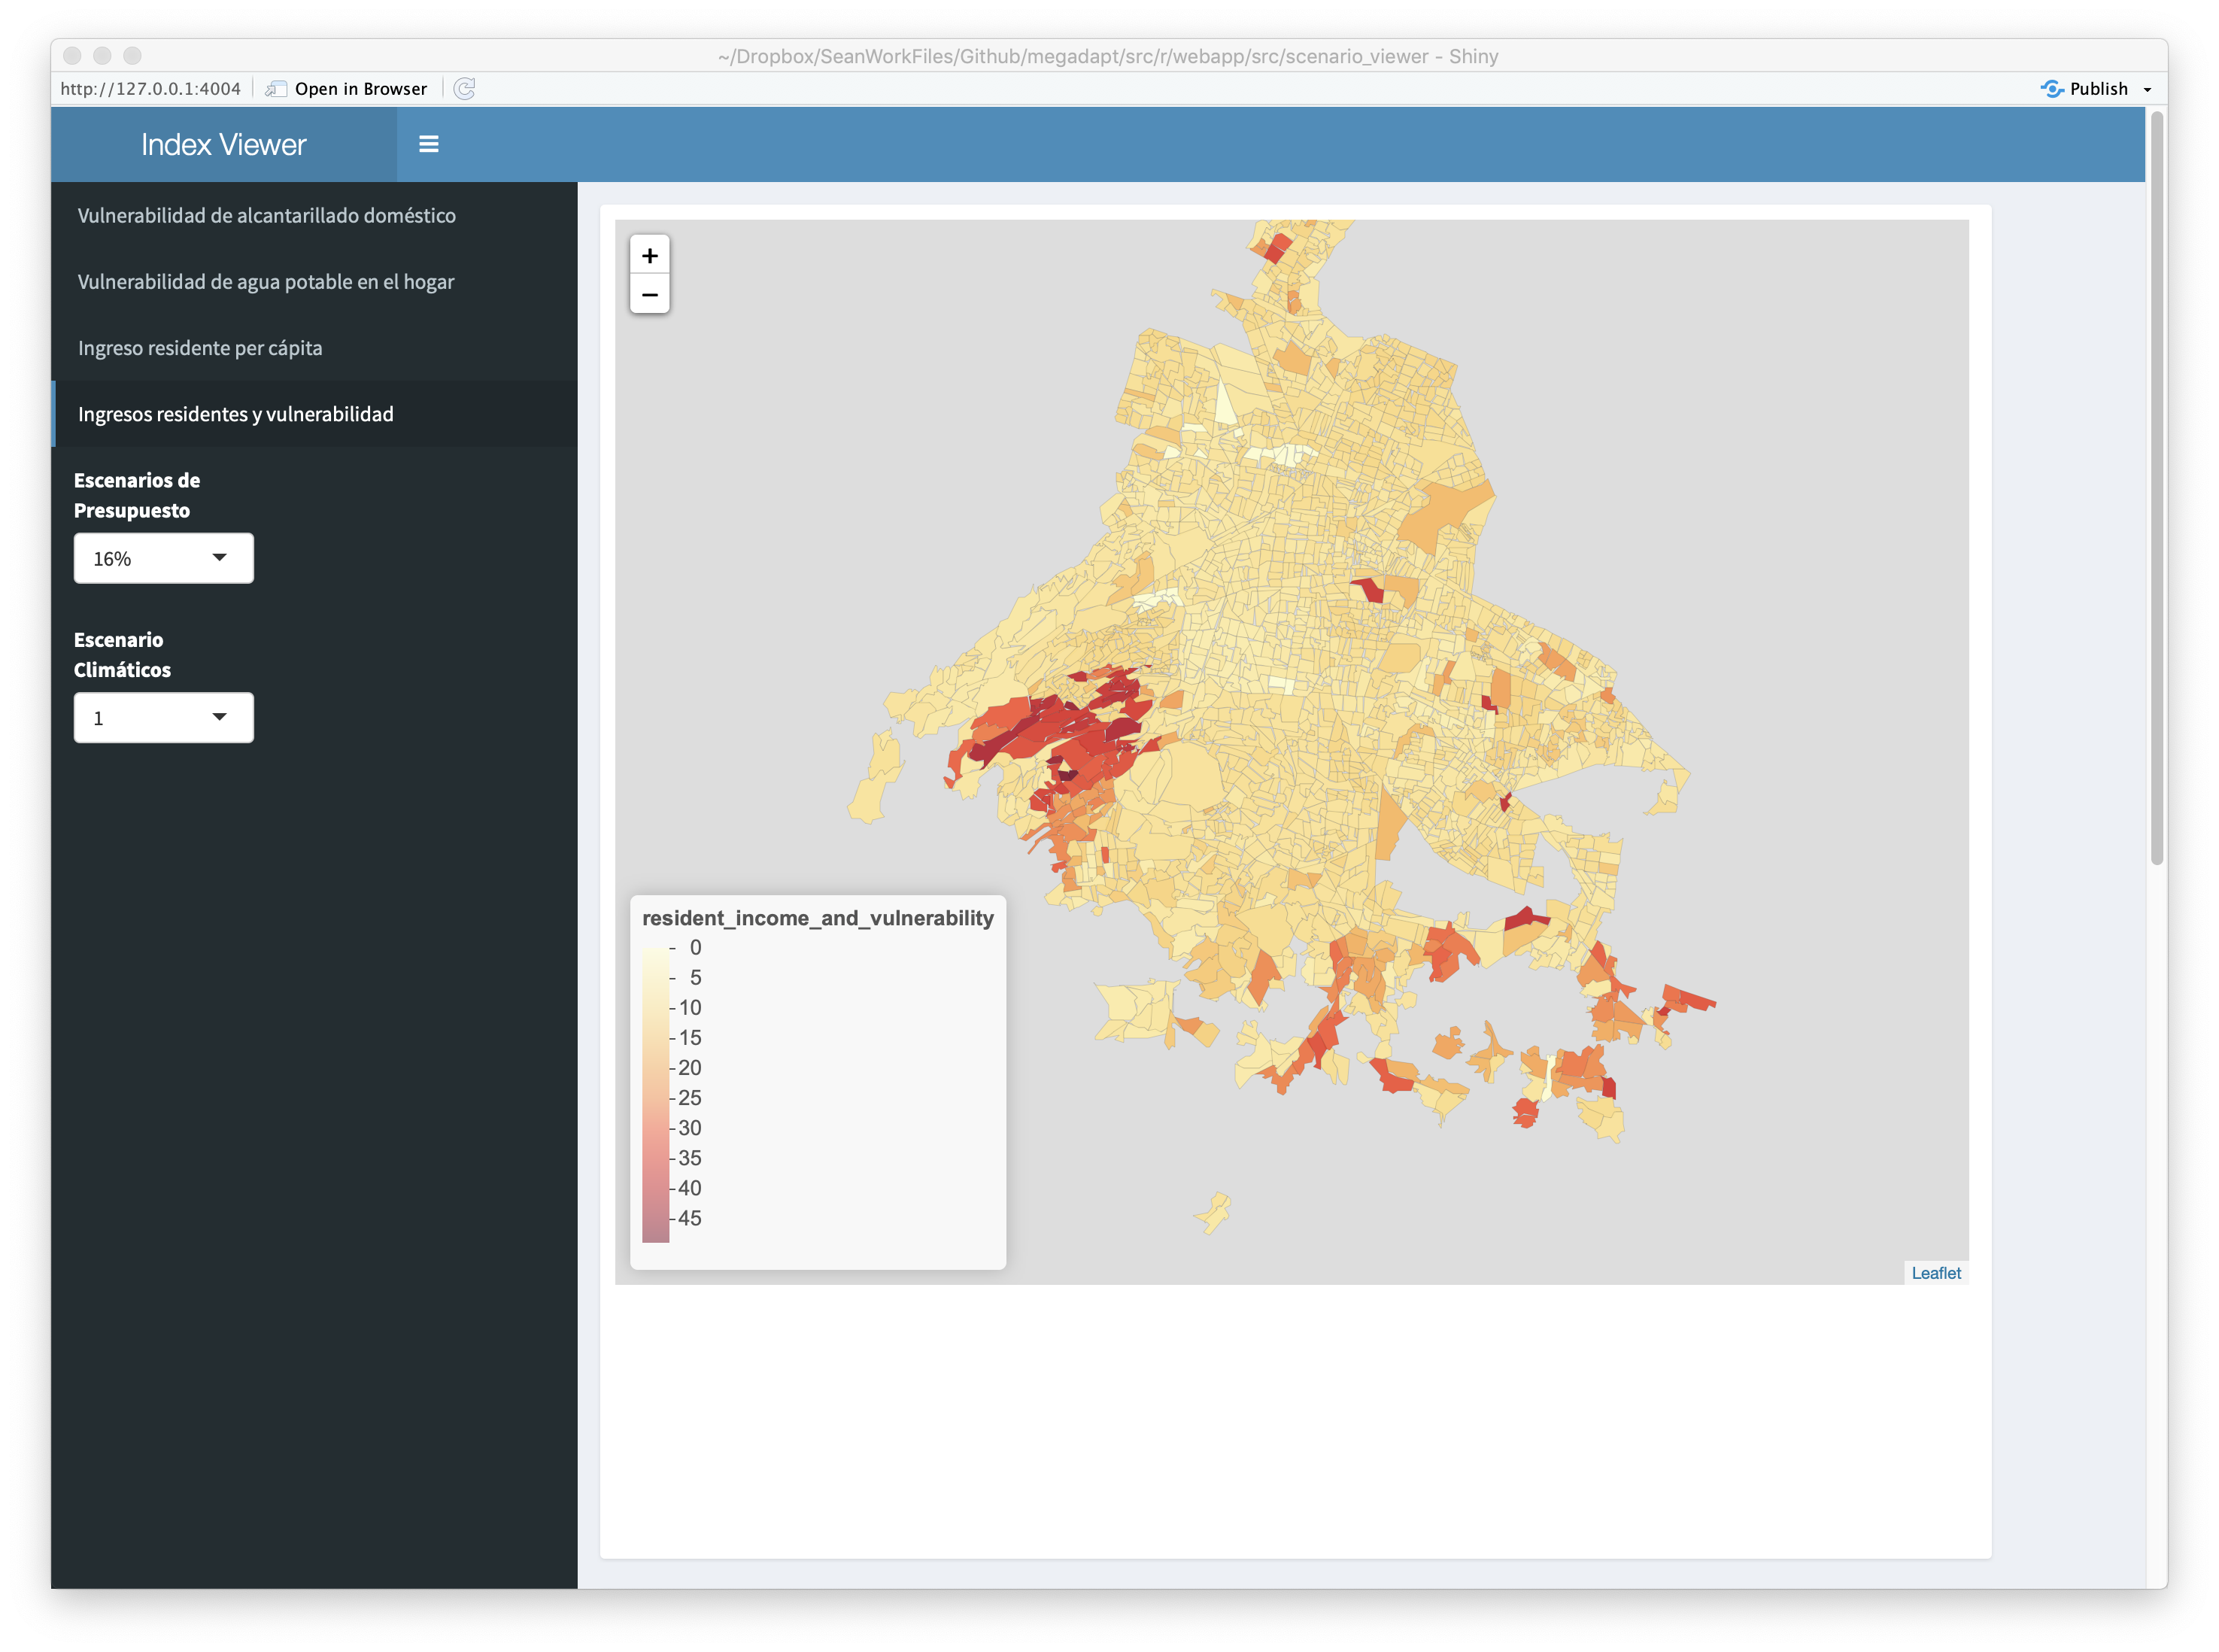 ~/Dropbox/SeanWorkFiles/Github/megadapt/src/r/webapp/src/scenario_viewer - Shiny
http://127.0.0.1:4004
Open in Browser
Publish
Index Viewer
Vulnerabilidad de alcantarillado doméstico
Vulnerabilidad de agua potable en el hogar
Ingreso residente per cápita
Ingresos residentes y vulnerabilidad
Escenarios de
Presupuesto
16%
Escenario
Climáticos
1
+
−
resident_income_and_vulnerability
0
5
10
15
20
25
30
35
40
45
Leaflet